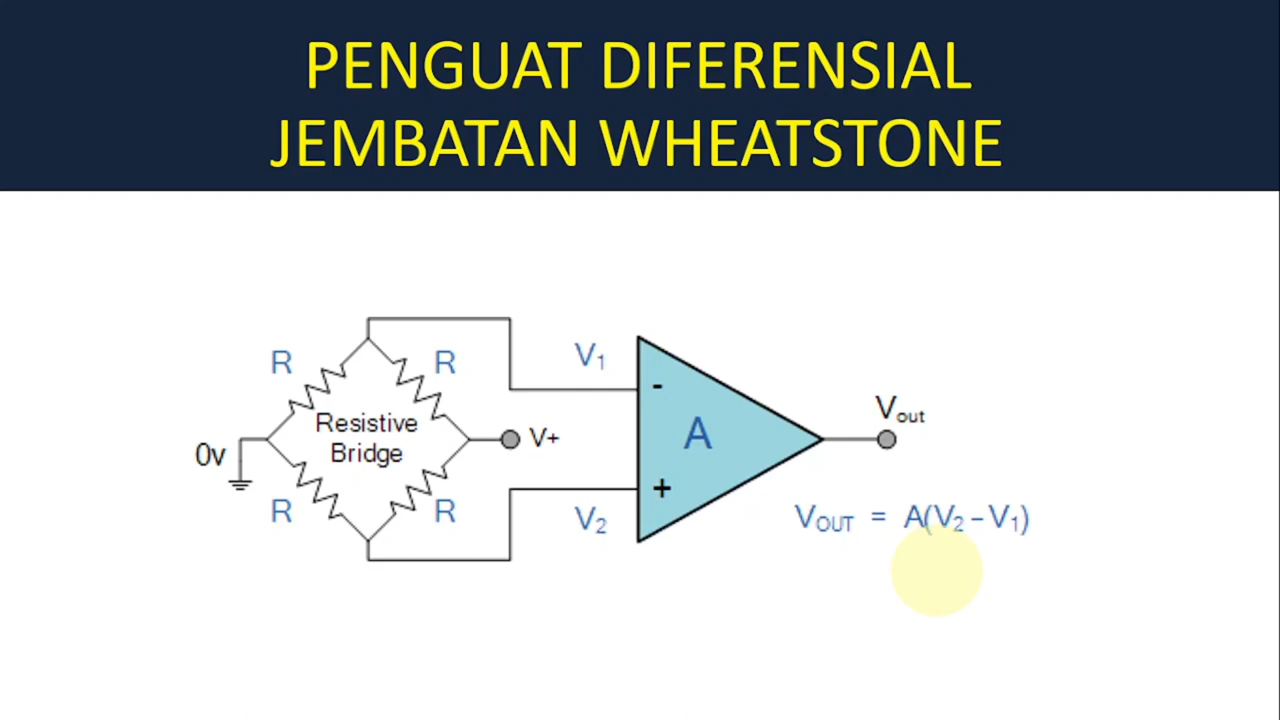 PENGUAT DIFERENSIAL
JEMBATAN WHEATSTONE
R
R
V₁
-
Resistive
Bridge
0v
V+
A
Vout
R
R
+
V₂
VOUT = A(V₂ – V₁)